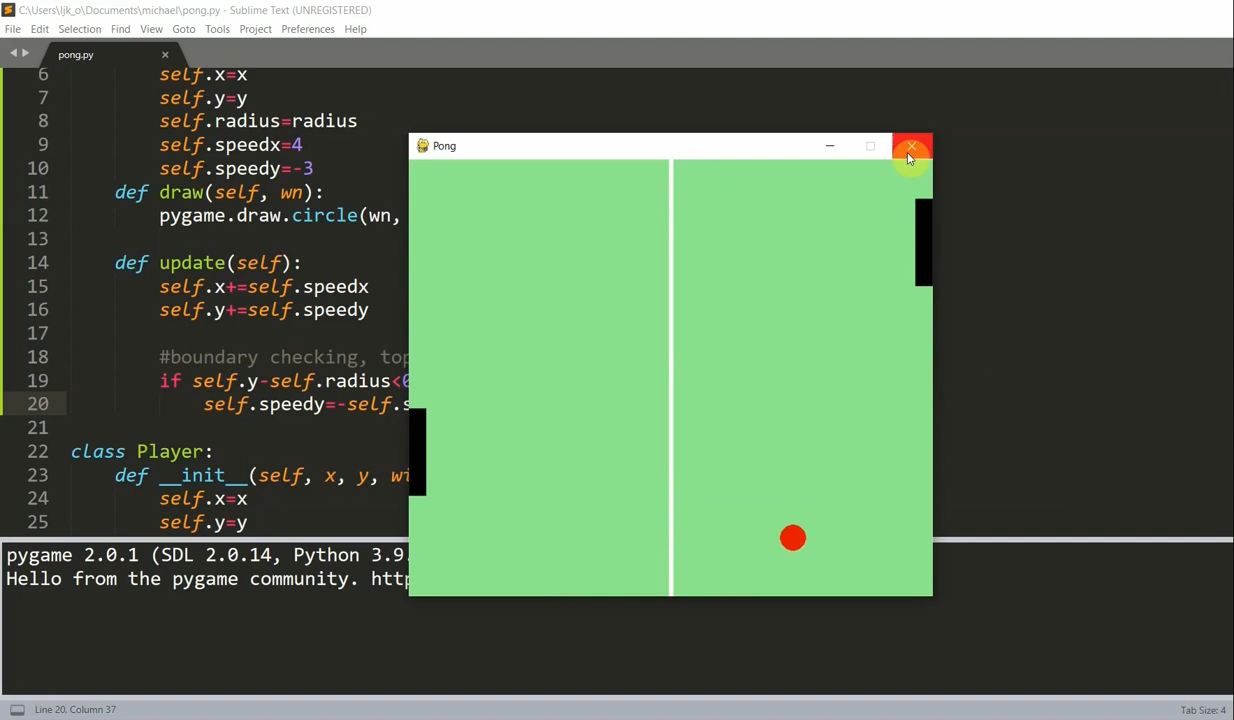 C:\Users\ljk_o\Documents\michael\pong.py - Sublime Text (UNREGISTERED)
File Edit Selection Find View Goto Tools Project Preferences Help
pong.py
6 self.x=x
7 self.y=y
8 self.radius=radius
9 self.speedx=4
10 self.speedy=-3
11 def draw(self, wn):
12 pygame.draw.circle(wn,
13
14 def update(self):
15 self.x+=self.speedx
16 self.y+=self.speedy
17
18 #boundary checking, top
19 if self.y-self.radius<0
20 self.speedy=-self.s
21
22 class Player:
23 def __init__(self, x, y, wi
24 self.x=x
25 self.y=y
Pong
pygame 2.0.1 (SDL 2.0.14, Python 3.9.
Hello from the pygame community. http
Line 20, Column 37
Tab Size: 4